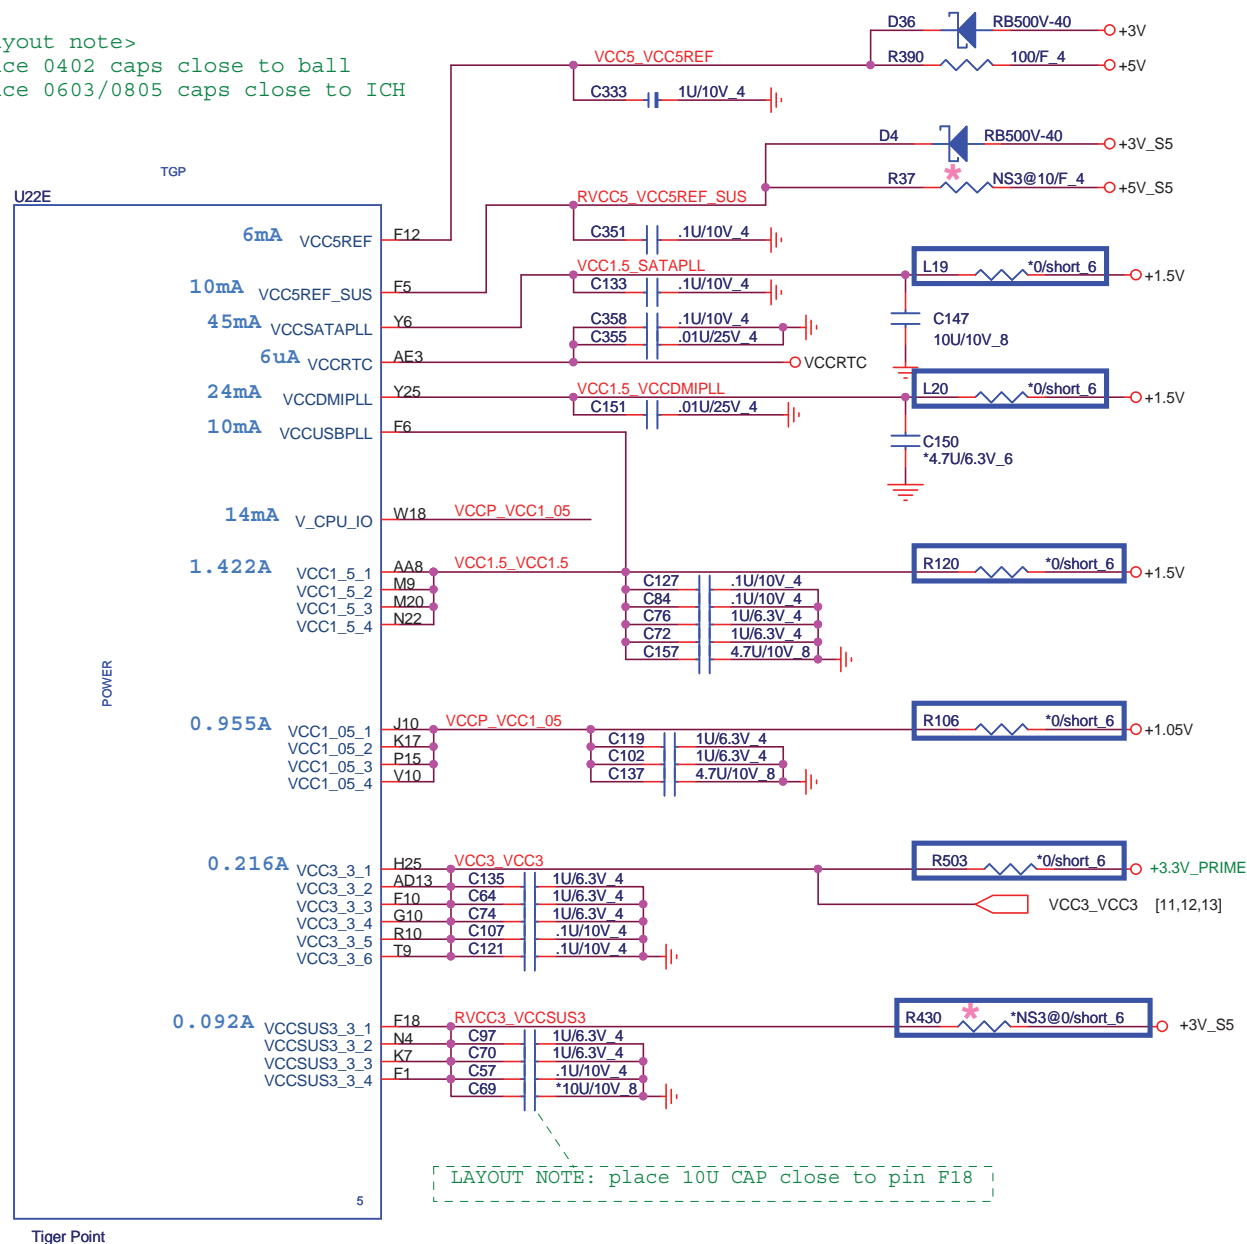 D36 RB500V-40 +3V
yout note>
ce 0402 caps close to ball
ce 0603/0805 caps close to ICH
VCC5_VCC5REF R390 100/F_4 +5V
C333 1U/10V_4
D4 RB500V-40 +3V_S5
TGP
R37 * NS3@10/F_4 +5V_S5
U22E
RVCC5_VCC5REF_SUS
6mA VCC5REF F12
C351 .1U/10V_4
VCC1.5_SATAPLL L19 *0/short_6 +1.5V
10mA VCC5REF_SUS F5
C133 .1U/10V_4
45mA VCCSATAPLL Y6
C358 .1U/10V_4
C147
10U/10V_8
C355 .01U/25V_4
6uA VCCRTC AE3 VCCRTC
24mA VCCDMIPLL Y25
VCC1.5_VCCDMIPLL L20 *0/short_6 +1.5V
C151 .01U/25V_4
10mA VCCUSBPLL F6
C150
*4.7U/6.3V_6
14mA V_CPU_IO W18 VCCP_VCC1_05
1.422A VCC1_5_1 AA8 VCC1.5_VCC1.5 R120 *0/short_6 +1.5V
VCC1_5_2 M9 C127 .1U/10V_4
VCC1_5_3 M20 C84 .1U/10V_4
VCC1_5_4 N22 C76 1U/6.3V_4
C72 1U/6.3V_4
C157 4.7U/10V_8
POWER
0.955A VCC1_05_1 J10 VCCP_VCC1_05 R106 *0/short_6 +1.05V
VCC1_05_2 K17 C119 1U/6.3V_4
VCC1_05_3 P15 C102 1U/6.3V_4
VCC1_05_4 V10 C137 4.7U/10V_8
0.216A VCC3_3_1 H25 VCC3_VCC3 R503 *0/short_6 +3.3V_PRIME
VCC3_3_2 AD13 C135 1U/6.3V_4
VCC3_3_3 F10 C64 1U/6.3V_4
VCC3_VCC3 [11,12,13]
VCC3_3_4 G10 C74 1U/6.3V_4
VCC3_3_5 R10 C107 .1U/10V_4
VCC3_3_6 T9 C121 .1U/10V_4
0.092A VCCSUS3_3_1 F18 RVCC3_VCCSUS3 R430 * *NS3@0/short_6 +3V_S5
VCCSUS3_3_2 N4 C97 1U/6.3V_4
VCCSUS3_3_3 K7 C70 1U/6.3V_4
VCCSUS3_3_4 F1 C57 .1U/10V_4
C69 *10U/10V_8
LAYOUT NOTE: place 10U CAP close to pin F18
5
Tiger Point